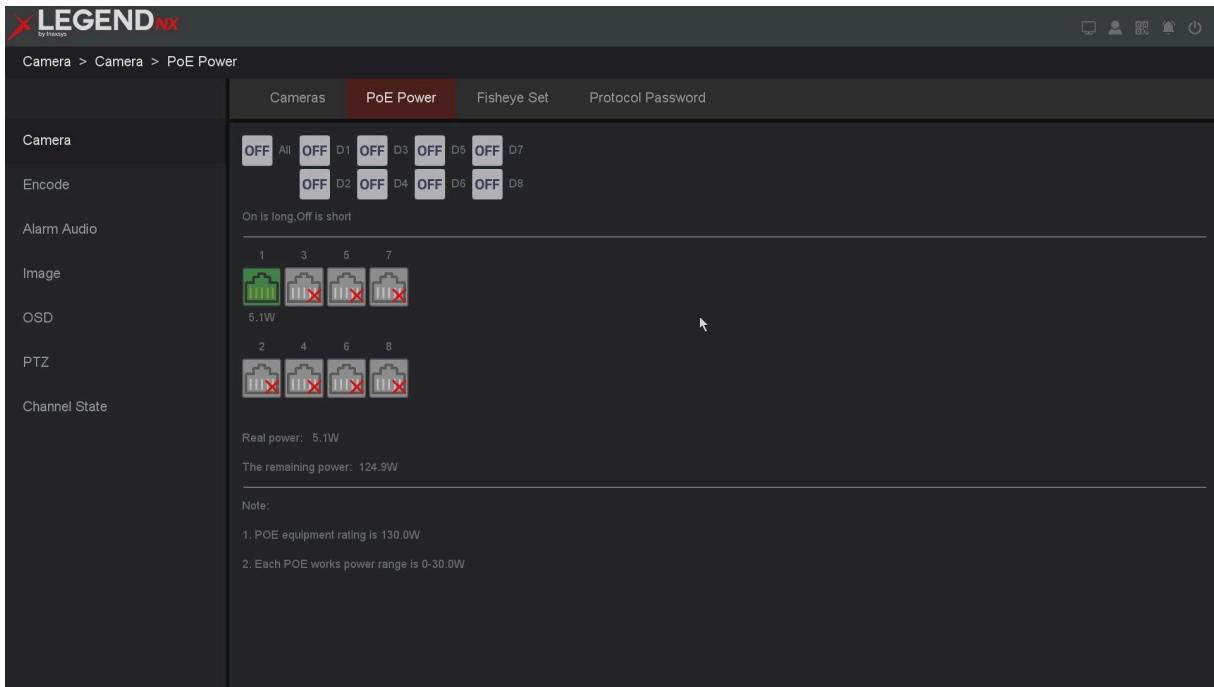 LEGEND NX
by Inaxsys
Camera > Camera > PoE Power
Cameras PoE Power Fisheye Set Protocol Password
Camera
Encode
Alarm Audio
Image
OSD
PTZ
Channel State
OFF All OFF D1 OFF D3 OFF D5 OFF D7
OFF D2 OFF D4 OFF D6 OFF D8
On is long,Off is short
1 3 5 7
5.1W
2 4 6 8
Real power: 5.1W
The remaining power: 124.9W
Note:
1. POE equipment rating is 130.0W
2. Each POE works power range is 0-30.0W